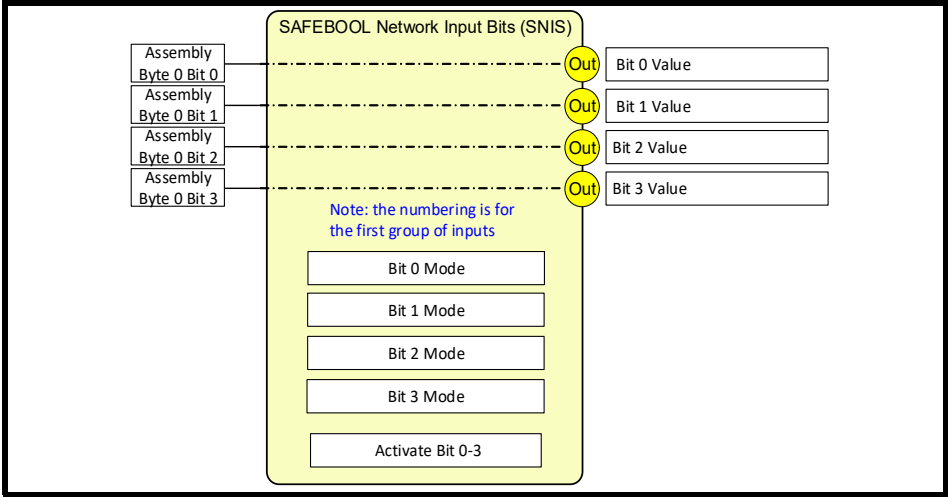 SAFEBOOL Network Input Bits (SNIS)
Assembly
Byte 0 Bit 0
Out
Bit 0 Value
Assembly
Byte 0 Bit 1
Out
Bit 1 Value
Assembly
Byte 0 Bit 2
Out
Bit 2 Value
Assembly
Byte 0 Bit 3
Out
Bit 3 Value
Note: the numbering is for
the first group of inputs
Bit 0 Mode
Bit 1 Mode
Bit 2 Mode
Bit 3 Mode
Activate Bit 0-3